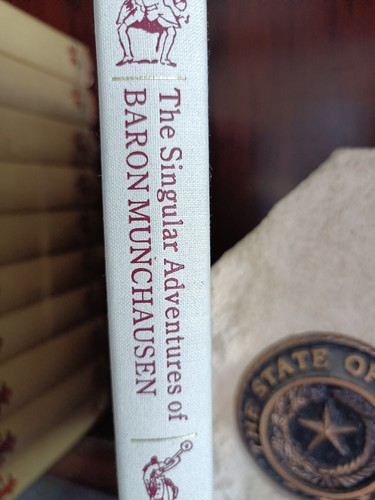 The Singular Adventures of
BARON MUNCHAUSEN
THE STATE OF